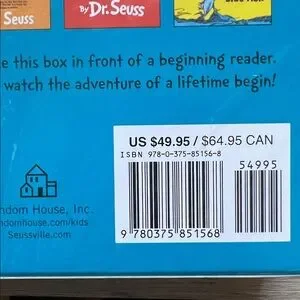 Seuss
By Dr. Seuss
e this box in front of a beginning reader.
watch the adventure of a lifetime begin!
US $49.95 / $64.95 CAN
ISBN 978-0-375-85156-8
54995
9 780375 851568
ndom House, Inc.
ndomhouse.com/kids
Seussville.com